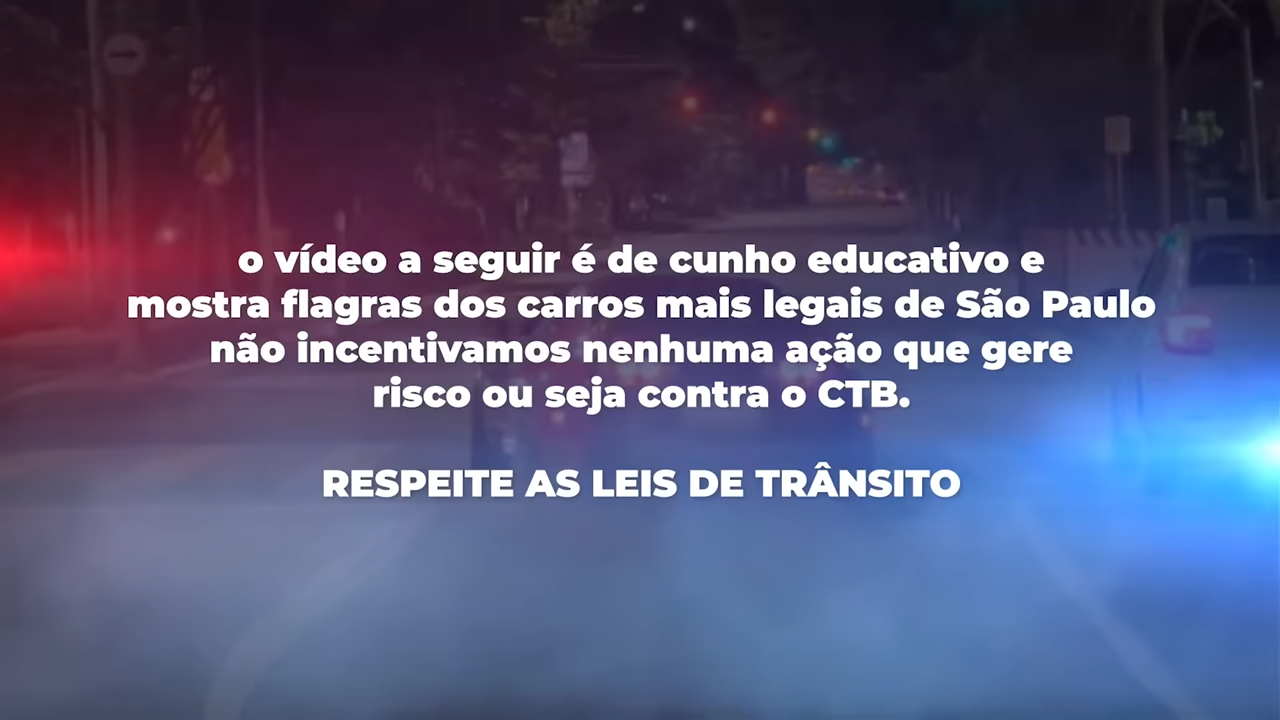 o vídeo a seguir é de cunho educativo e
mostra flagras dos carros mais legais de São Paulo
não incentivamos nenhuma ação que gere
risco ou seja contra o CTB.
RESPEITE AS LEIS DE TRÂNSITO